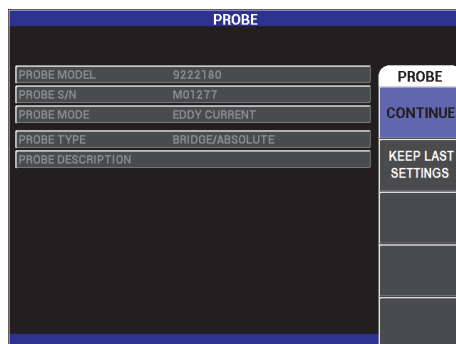 PROBE
PROBE MODEL 9222180
PROBE S/N M01277
PROBE MODE EDDY CURRENT
PROBE TYPE BRIDGE/ABSOLUTE
PROBE DESCRIPTION
PROBE
CONTINUE
KEEP LAST
SETTINGS